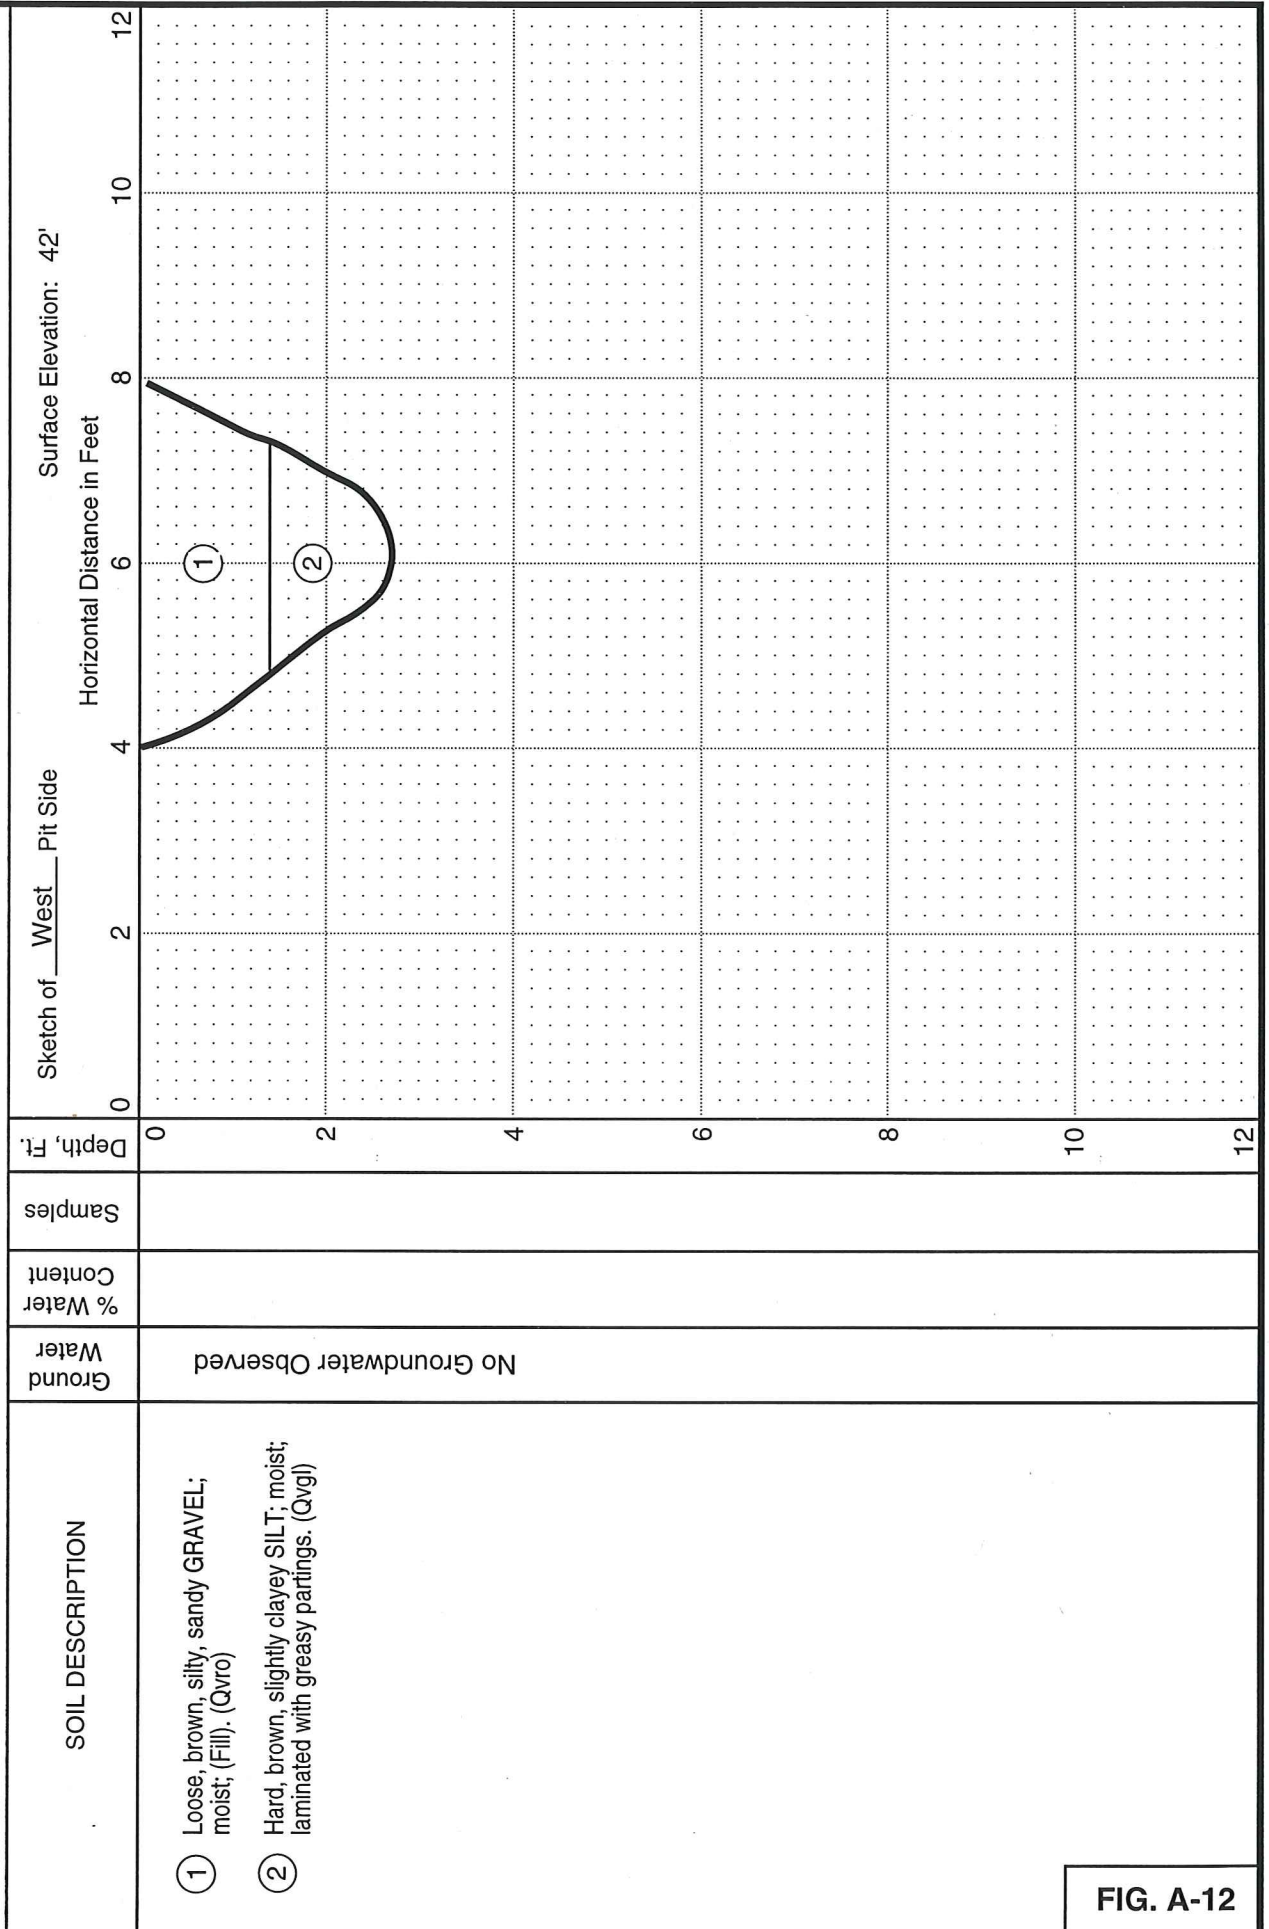 SOIL DESCRIPTION
Ground
Water
% Water
Content
Samples
Depth, Ft.
Sketch of West Pit Side
Surface Elevation: 42'
Horizontal Distance in Feet
0 2 4 6 8 10 12
1 Loose, brown, silty, sandy GRAVEL;
moist; (Fill). (Qvro)
2 Hard, brown, slightly clayey SILT; moist;
laminated with greasy partings. (Qvgl)
No Groundwater Observed
0
2
4
6
8
10
12
1
2
FIG. A-12